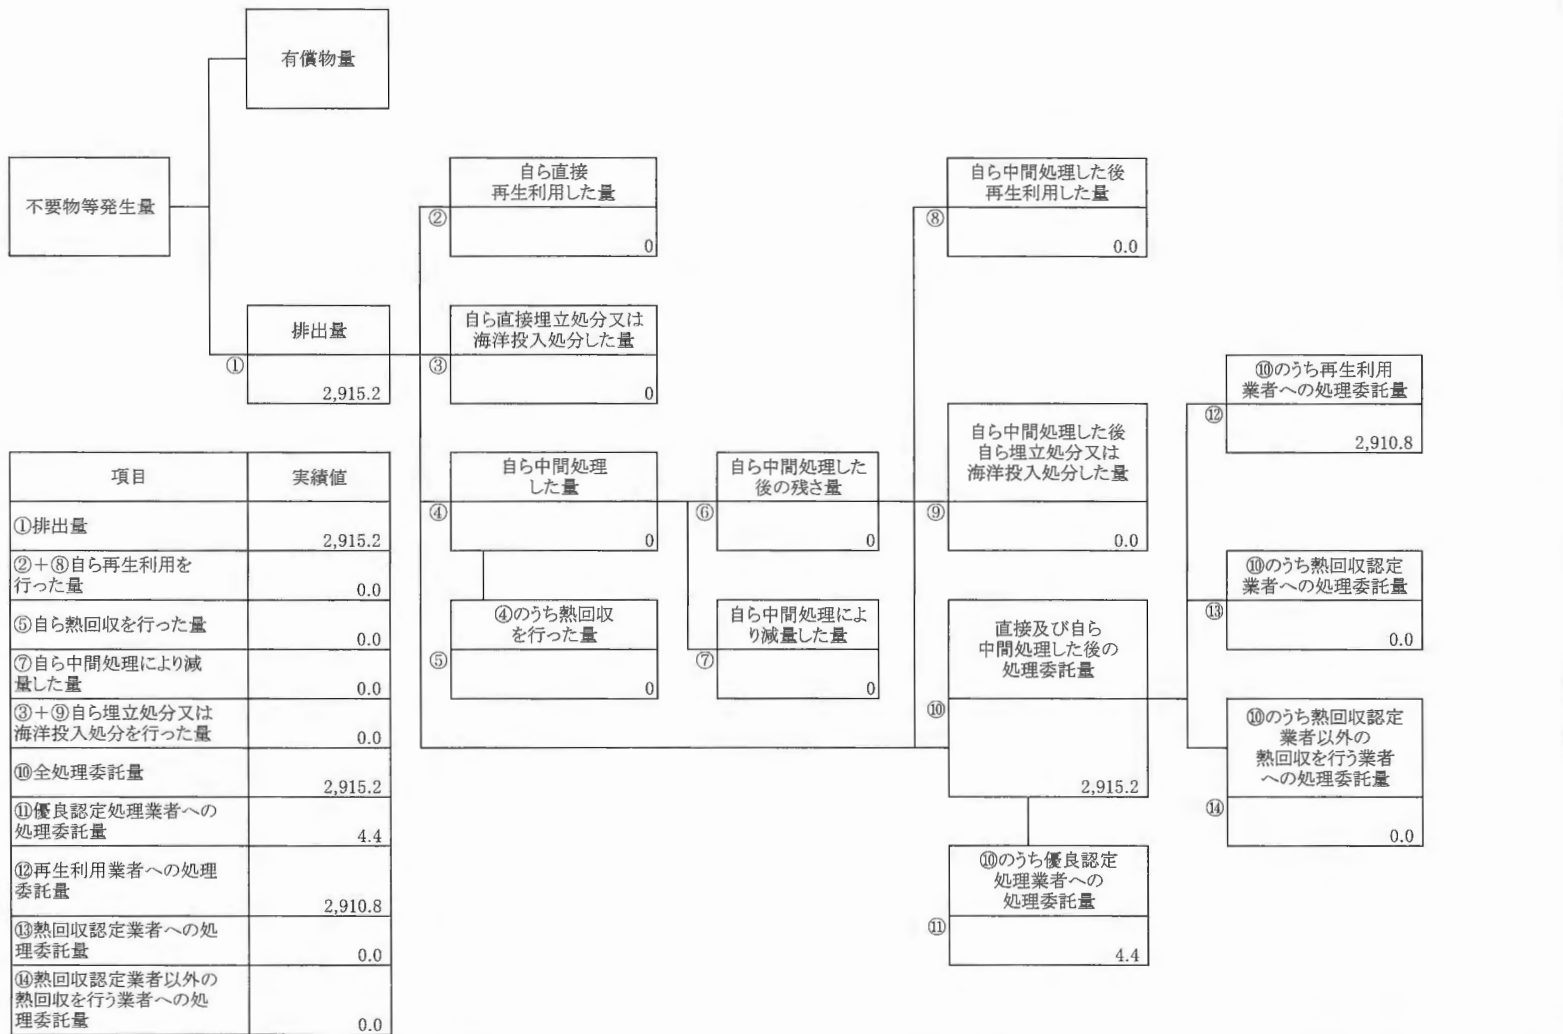 有償物量
不要物等発生量
排出量
①
2,915.2
自ら直接
再生利用した量
②
0
自ら直接埋立処分又は
海洋投入処分した量
③
0
自ら中間処理
した量
④
0
④のうち熱回収
を行った量
⑤
0
自ら中間処理した
後の残さ量
⑥
0
自ら中間処理によ
り減量した量
⑦
0
自ら中間処理した後
再生利用した量
⑧
0.0
自ら中間処理した後
自ら埋立処分又は
海洋投入処分した量
⑨
0.0
直接及び自ら
中間処理した後の
処理委託量
⑩
2,915.2
⑩のうち優良認定
処理業者への
処理委託量
⑪
4.4
⑩のうち再生利用
業者への処理委託量
⑫
2,910.8
⑩のうち熱回収認定
業者への処理委託量
⑬
0.0
⑩のうち熱回収認定
業者以外の
熱回収を行う業者
への処理委託量
⑭
0.0
項目 実績値
①排出量
2,915.2
②+⑧自ら再生利用を
行った量
0.0
⑤自ら熱回収を行った量
0.0
⑦自ら中間処理により減
量した量
0.0
③+⑨自ら埋立処分又は
海洋投入処分を行った量
0.0
⑩全処理委託量
2,915.2
⑪優良認定処理業者への
処理委託量
4.4
⑫再生利用業者への処理
委託量
2,910.8
⑬熱回収認定業者への処
理委託量
0.0
⑭熱回収認定業者以外の
熱回収を行う業者への処
理委託量
0.0